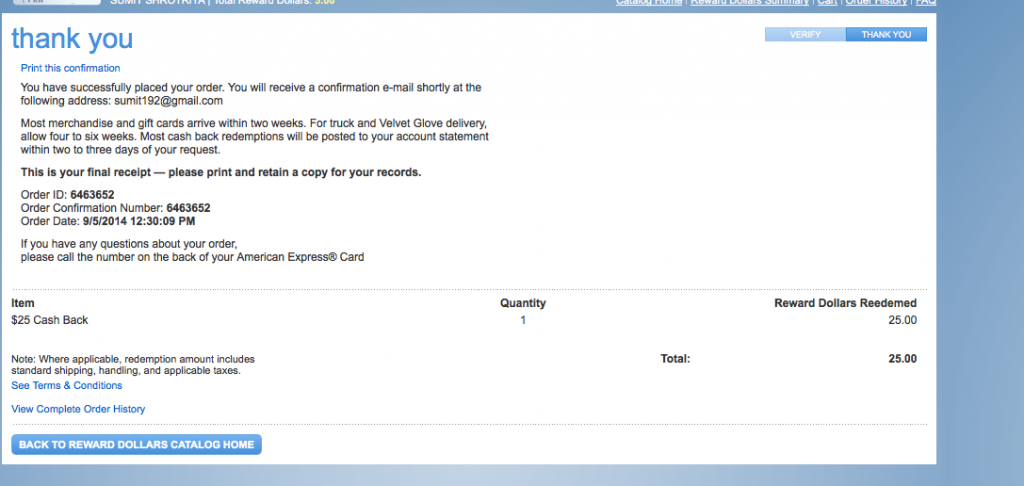 SUMIT SHROTRIYA | Total Reward Dollars: 3.00
Catalog Home | Reward Dollars Summary | Cart | Order History | FAQ
thank you
VERIFY THANK YOU
Print this confirmation
You have successfully placed your order. You will receive a confirmation e-mail shortly at the
following address: sumit192@gmail.com
Most merchandise and gift cards arrive within two weeks. For truck and Velvet Glove delivery,
allow four to six weeks. Most cash back redemptions will be posted to your account statement
within two to three days of your request.
This is your final receipt — please print and retain a copy for your records.
Order ID: 6463652
Order Confirmation Number: 6463652
Order Date: 9/5/2014 12:30:09 PM
If you have any questions about your order,
please call the number on the back of your American Express® Card
Item Quantity Reward Dollars Reedemed
$25 Cash Back 1 25.00
Note: Where applicable, redemption amount includes
standard shipping, handling, and applicable taxes.
Total: 25.00
See Terms & Conditions
View Complete Order History
BACK TO REWARD DOLLARS CATALOG HOME